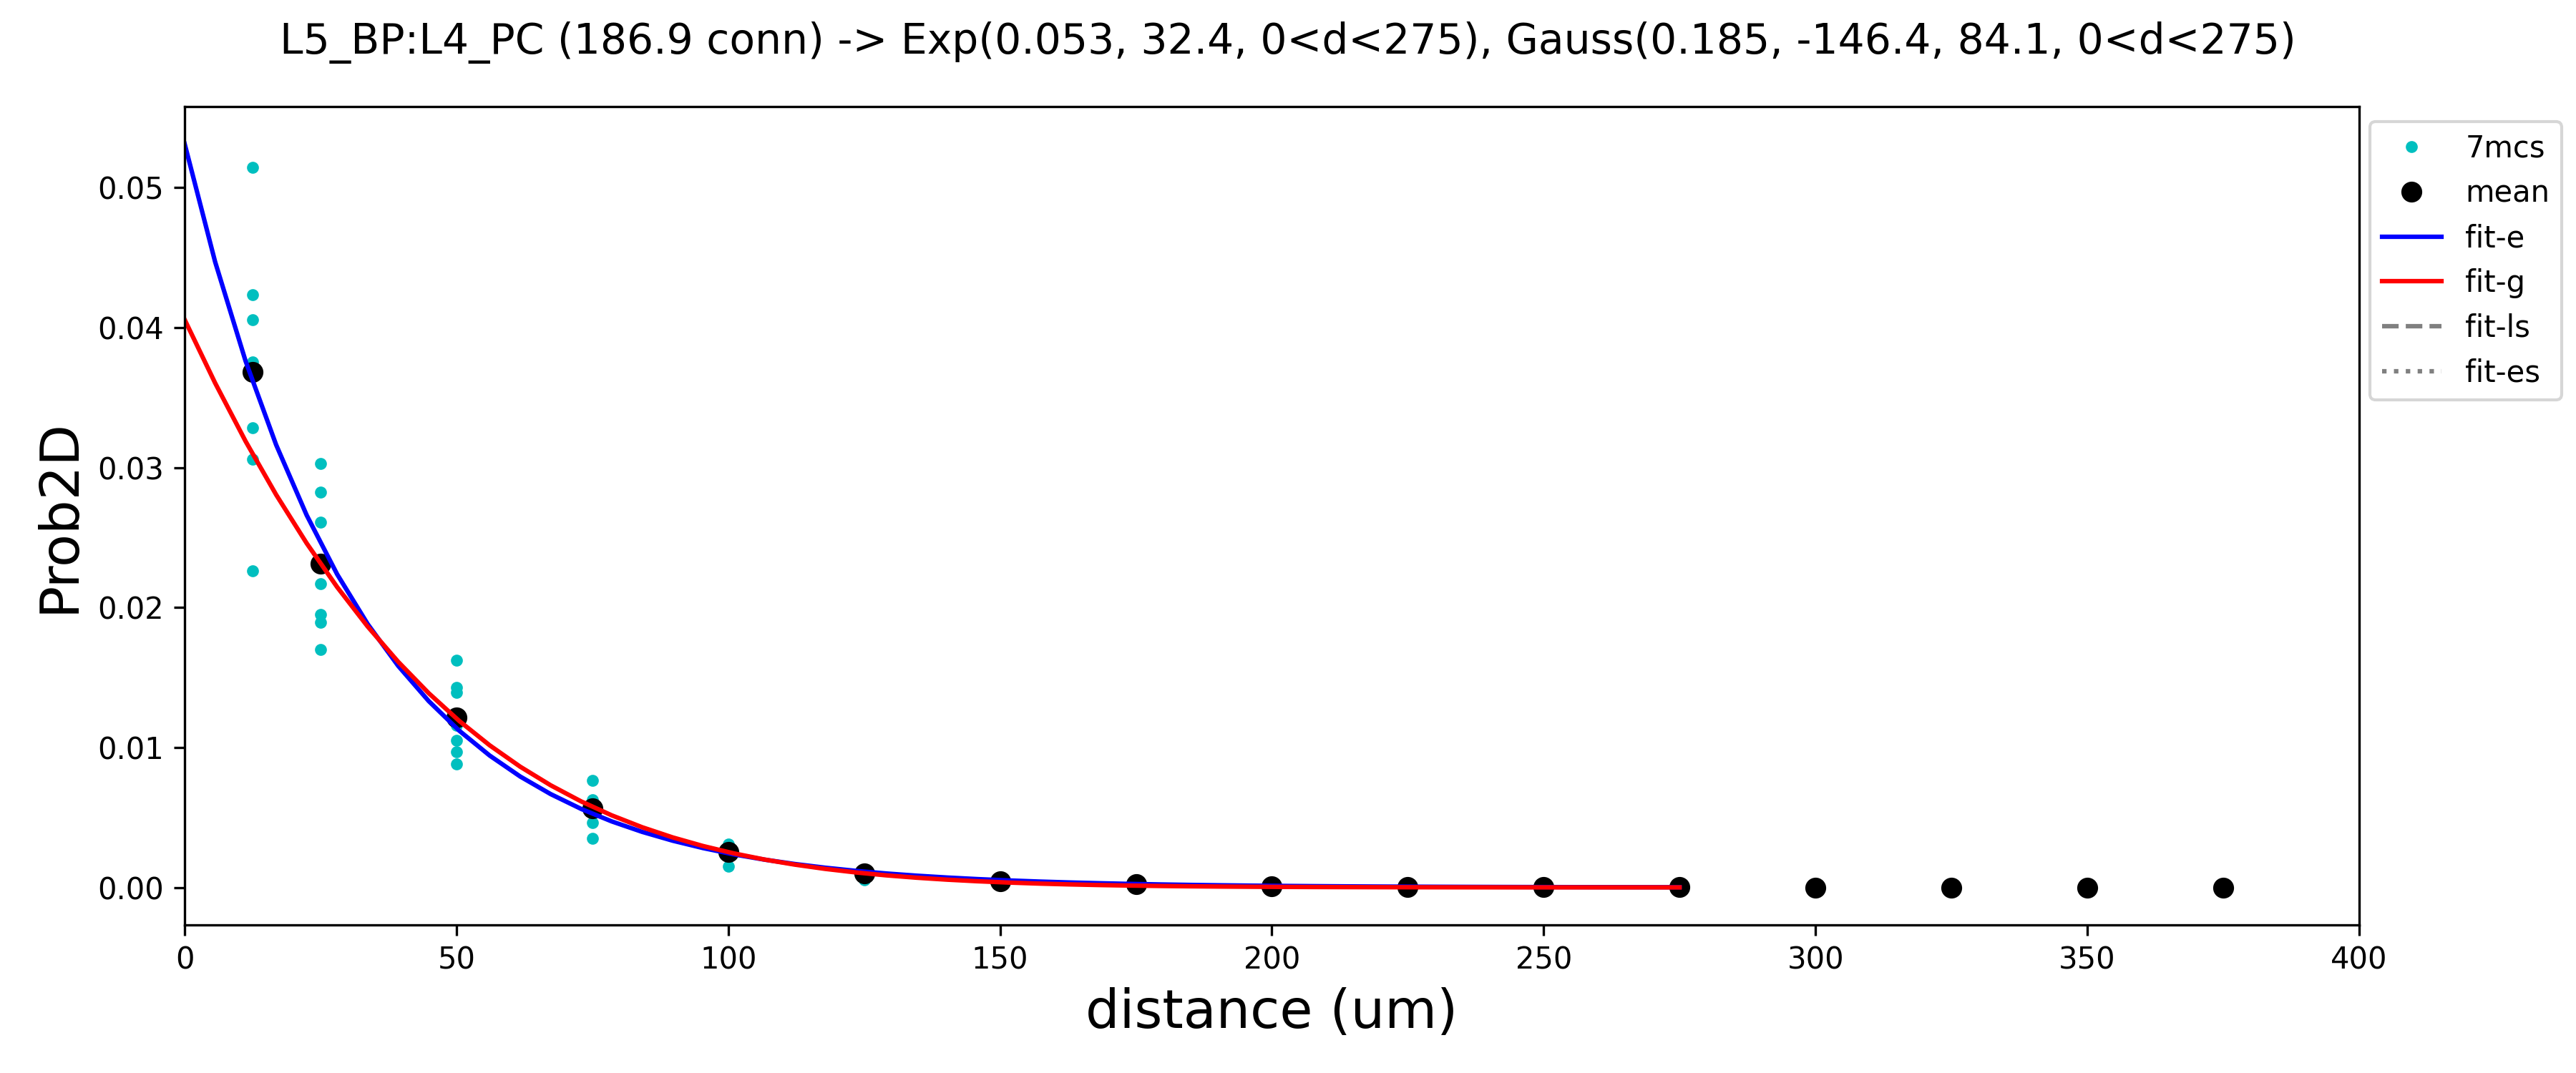 L5_BP:L4_PC (186.9 conn) -> Exp(0.053, 32.4, 0<d<275), Gauss(0.185, -146.4, 84.1, 0<d<275)
7mcs
mean
fit-e
fit-g
fit-ls
fit-es
Prob2D
0.05
0.04
0.03
0.02
0.01
0.00
0 50 100 150 200 250 300 350 400
distance (um)